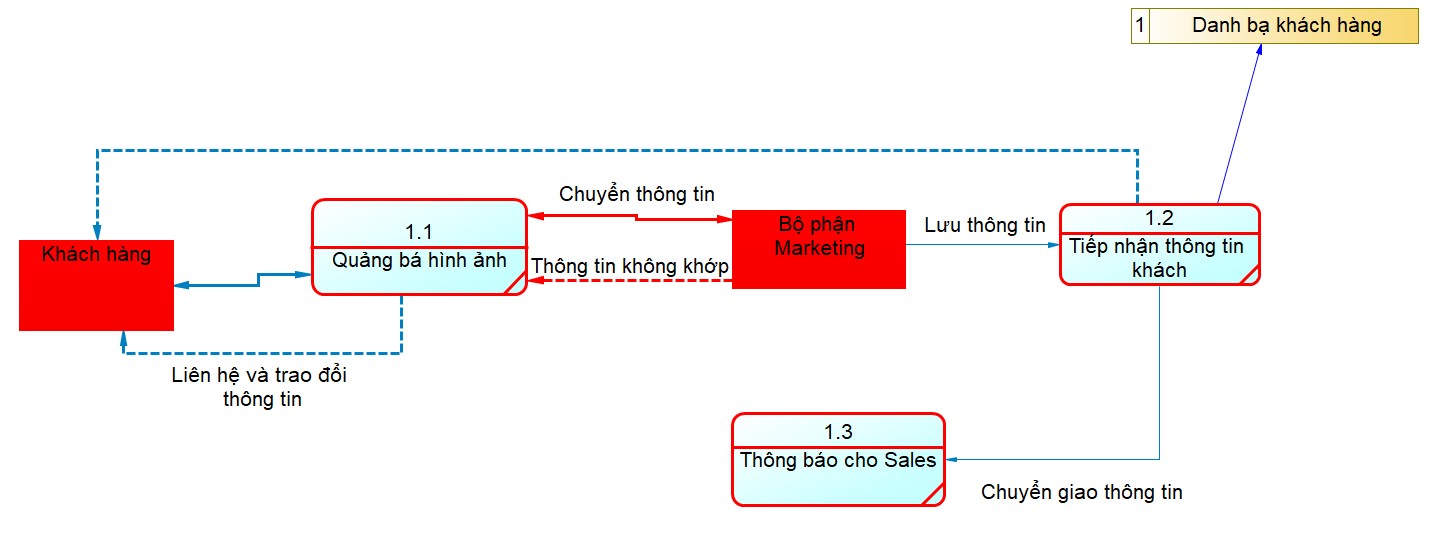 1 Danh bạ khách hàng
Chuyển thông tin
1.1
Quảng bá hình ảnh
Thông tin không khớp
Khách hàng
Bộ phận
Marketing
Lưu thông tin
1.2
Tiếp nhận thông tin
khách
Liên hệ và trao đổi
thông tin
1.3
Thông báo cho Sales
Chuyển giao thông tin